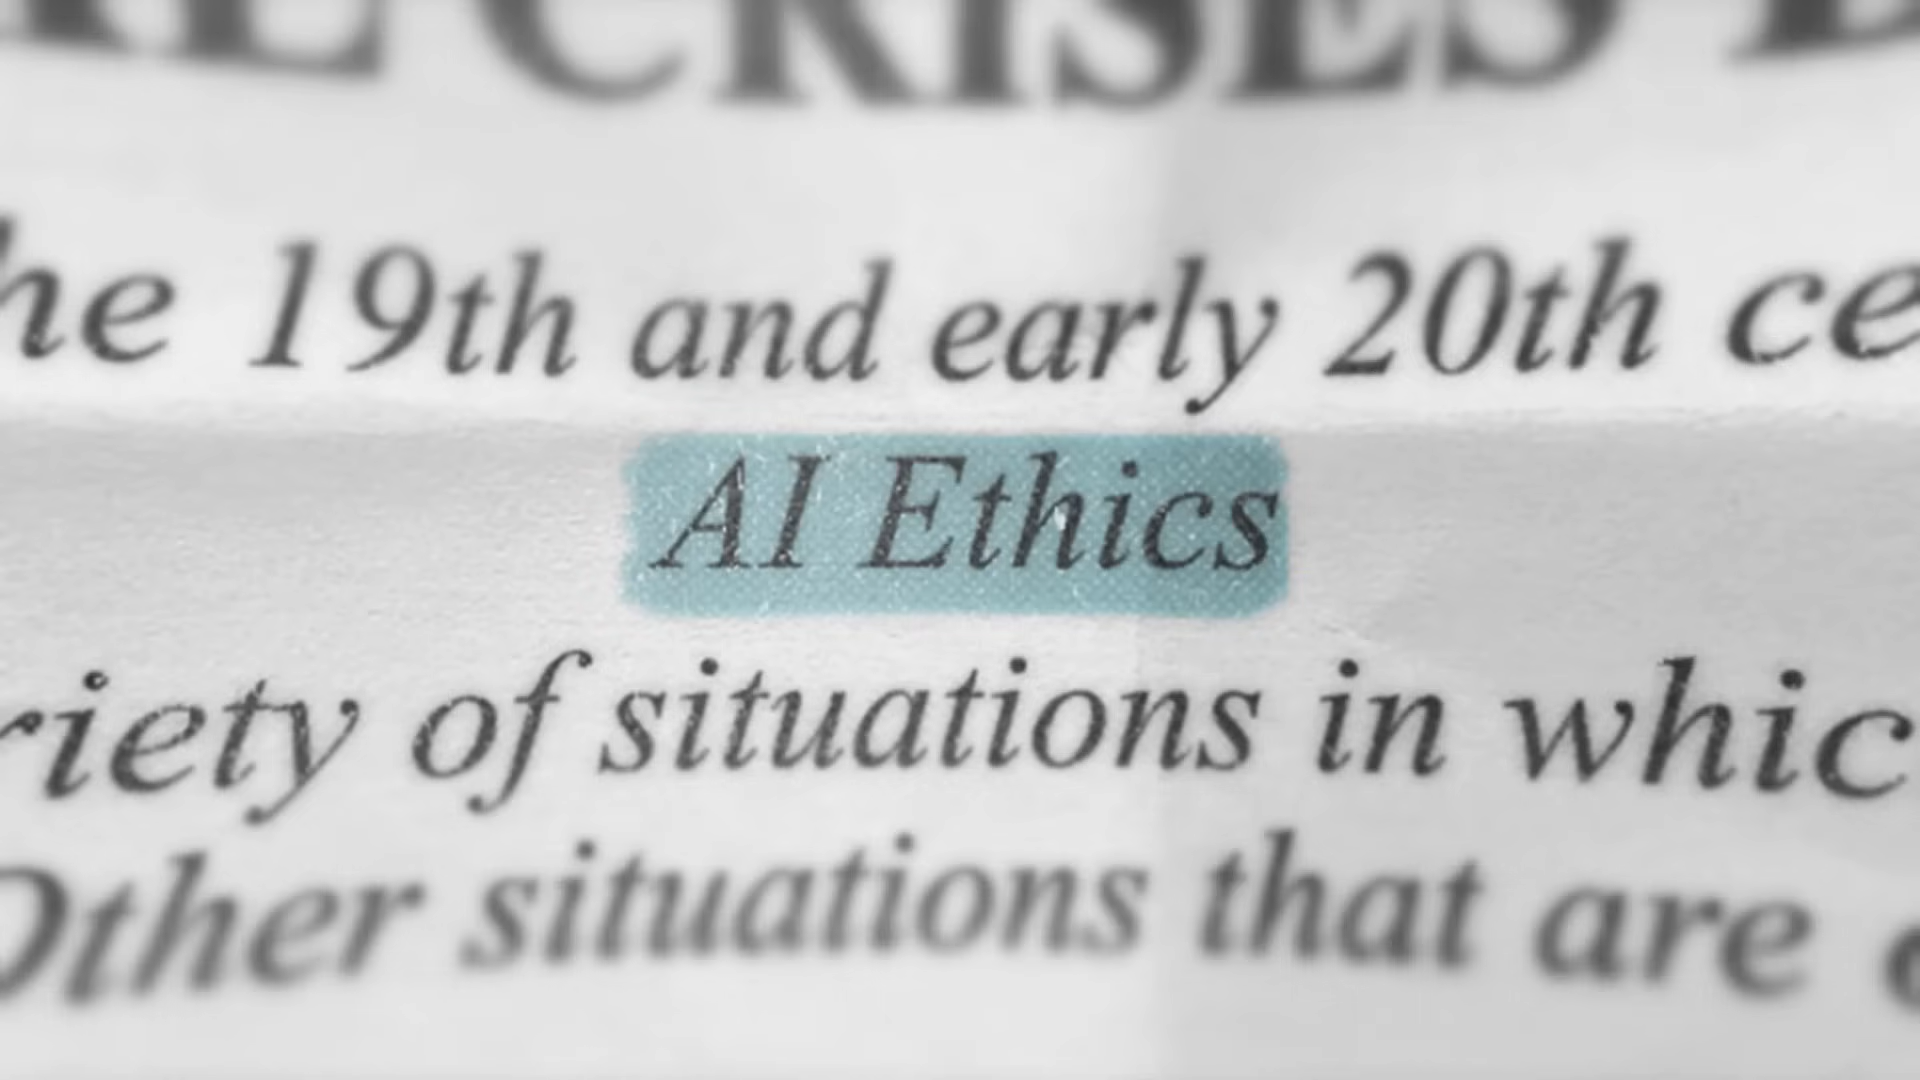 CRISES
he 19th and early 20th ce
AI Ethics
riety of situations in whic
Other situations that are